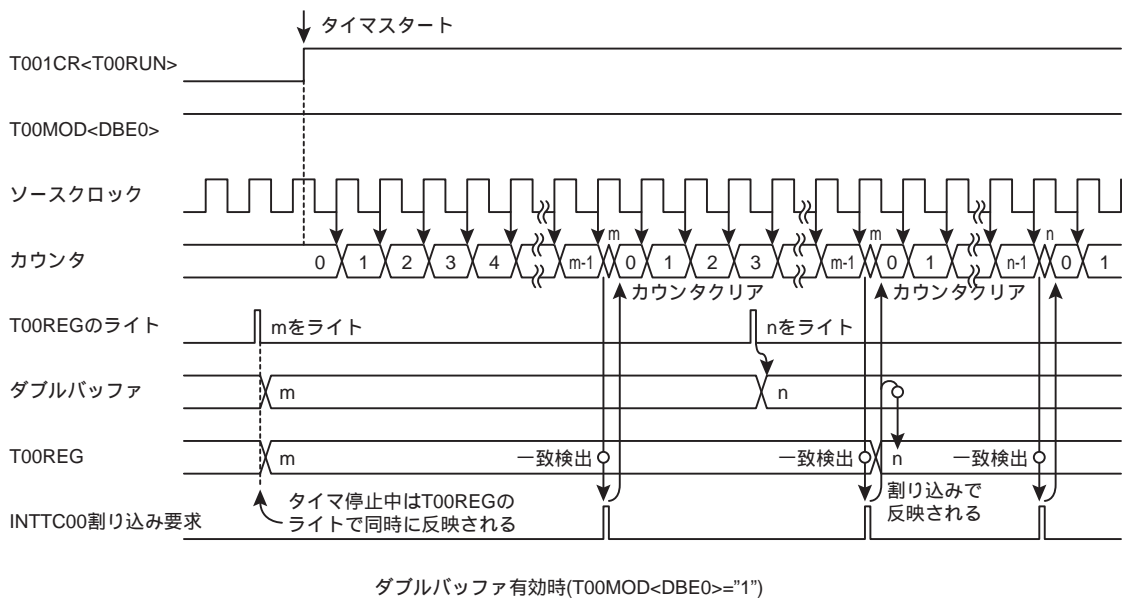 タイマスタート
T001CR<T00RUN>
T00MOD<DBE0>
ソースクロック
カウンタ 0 1 2 3 4 m-1 m 0 1 2 3 m-1 m 0 1 n-1 n 0 1
カウンタクリア カウンタクリア
T00REGのライト mをライト nをライト
ダブルバッファ m n
T00REG m 一致検出 一致検出 n 一致検出
タイマ停止中はT00REGの
ライトで同時に反映される
割り込みで
反映される
INTTC00割り込み要求
ダブルバッファ有効時(T00MOD<DBE0>="1")